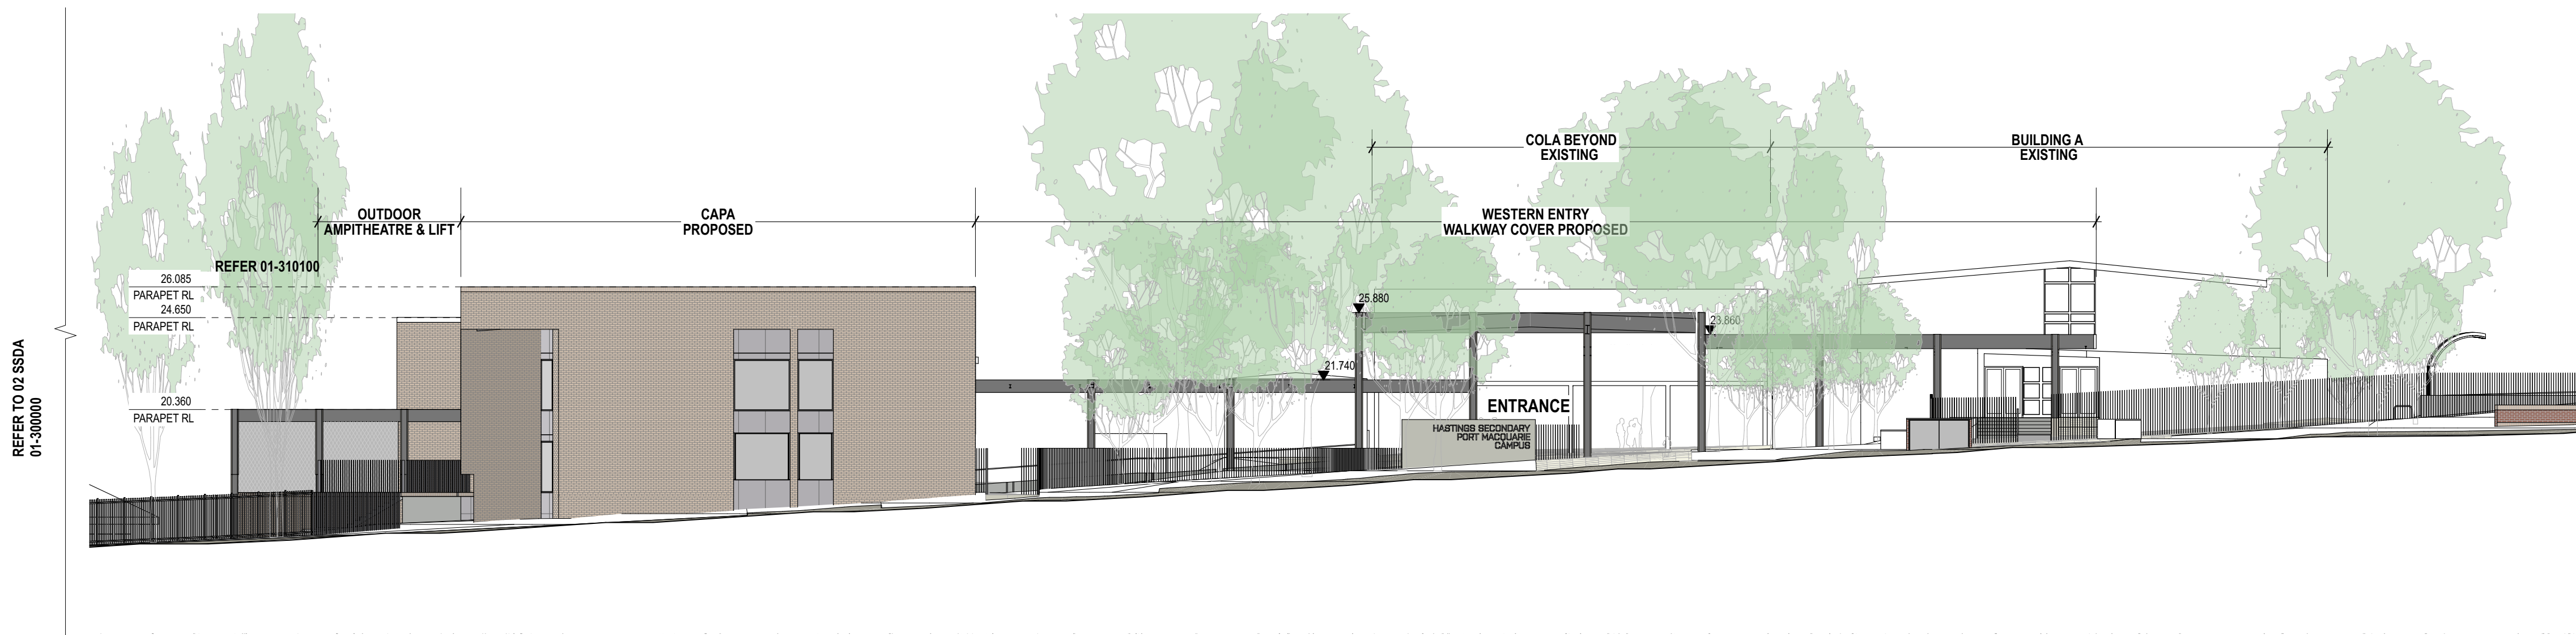 COLA BEYOND
EXISTING
BUILDING A
EXISTING
OUTDOOR
AMPITHEATRE & LIFT
CAPA
PROPOSED
WESTERN ENTRY
WALKWAY COVER PROPOSED
REFER 01-310100
26.085
PARAPET RL
24.650
PARAPET RL
20.360
PARAPET RL
25.880
23.860
21.740
ENTRANCE
HASTINGS SECONDARY
PORT MACQUARIE
CAMPUS
REFER TO 02 SSDA
01-300000